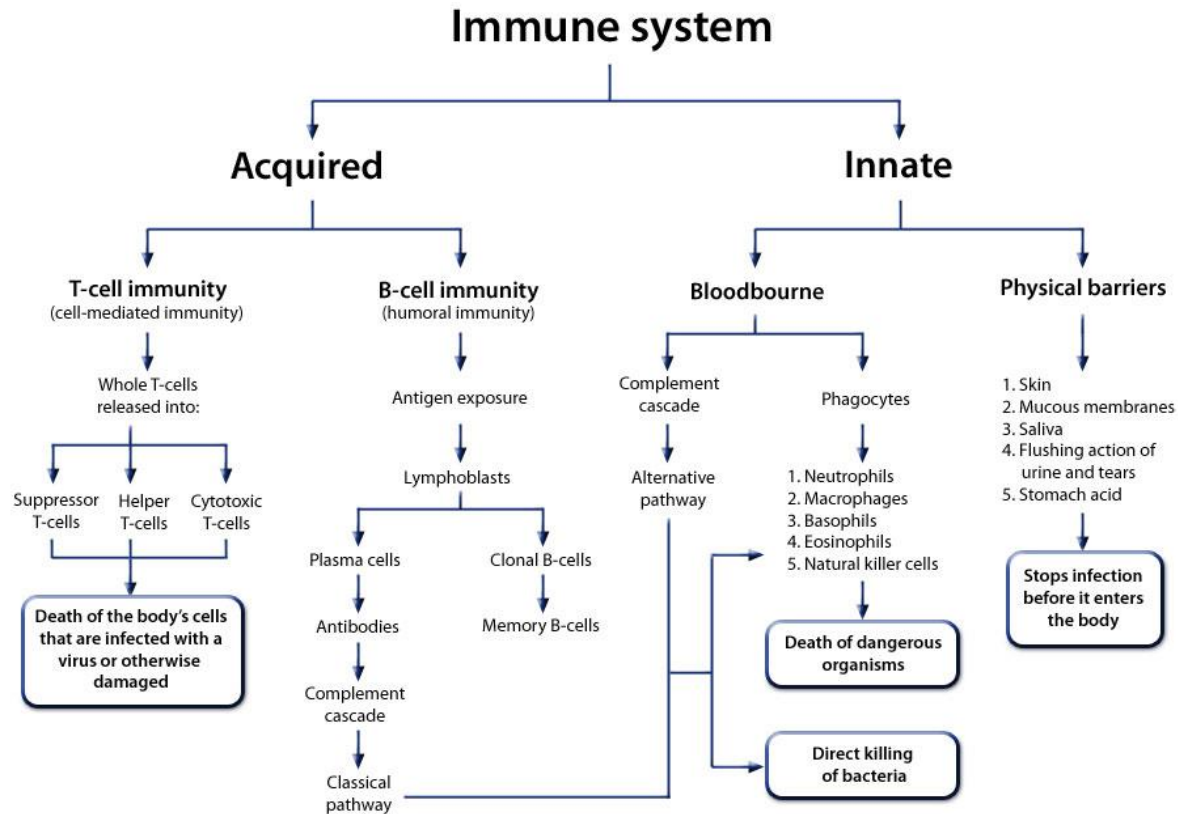 Immune system
Acquired
Innate
T-cell immunity
(cell-mediated immunity)
B-cell immunity
(humoral immunity)
Bloodbourne
Physical barriers
Whole T-cells
released into:
Antigen exposure
Complement
cascade
Phagocytes
1. Skin
2. Mucous membranes
3. Saliva
4. Flushing action of
urine and tears
5. Stomach acid
Suppressor
T-cells
Helper
T-cells
Cytotoxic
T-cells
Lymphoblasts
Alternative
pathway
1. Neutrophils
2. Macrophages
3. Basophils
4. Eosinophils
5. Natural killer cells
Plasma cells
Clonal B-cells
Stops infection
before it enters
the body
Death of the body’s cells
that are infected with a
virus or otherwise
damaged
Antibodies
Memory B-cells
Death of dangerous
organisms
Complement
cascade
Direct killing
of bacteria
Classical
pathway